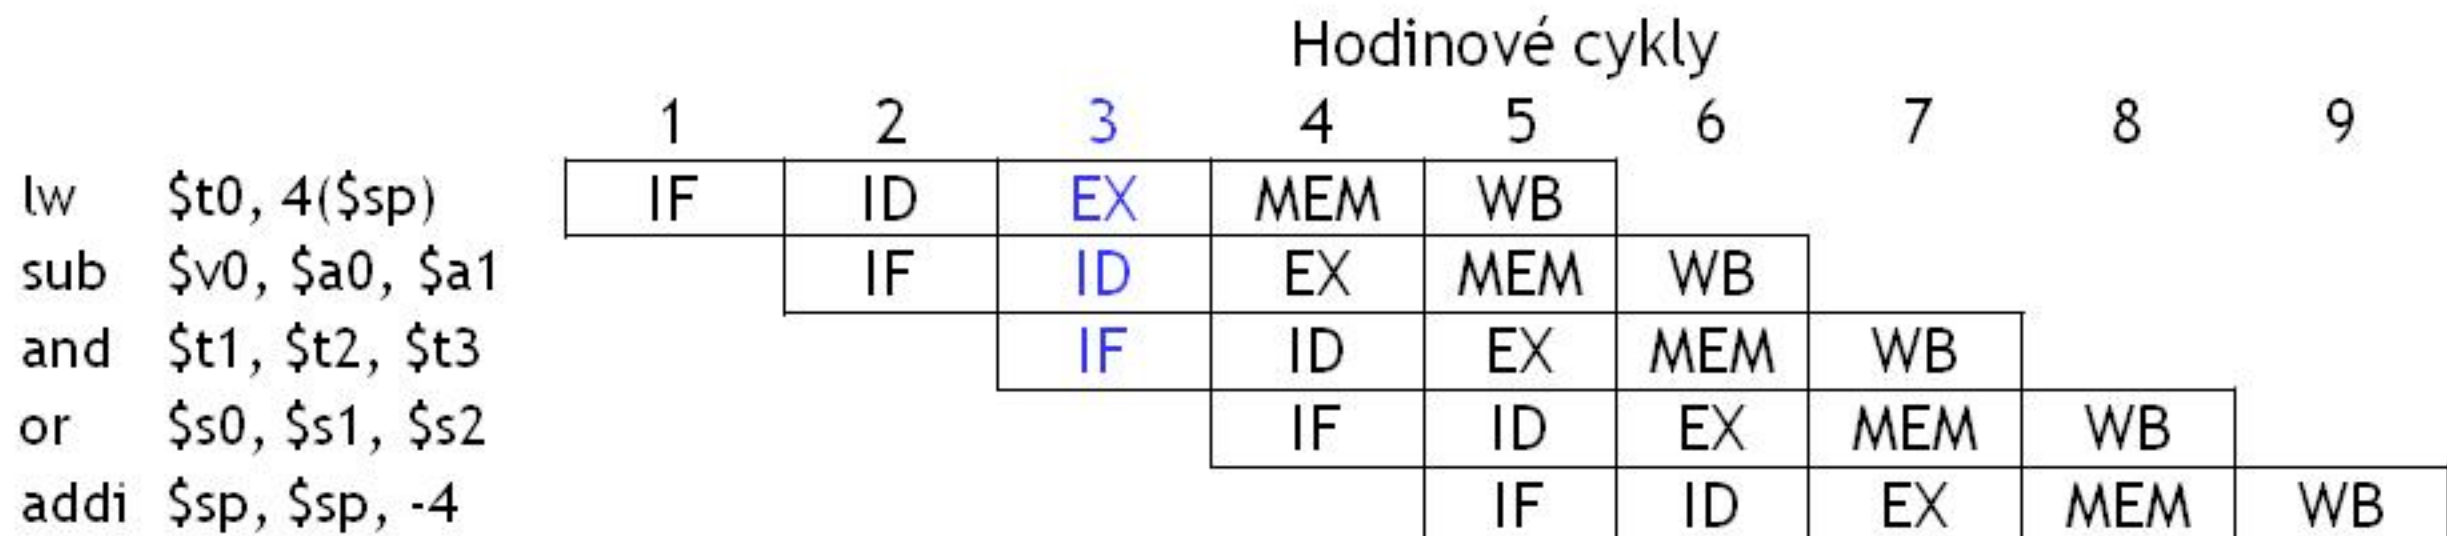 Hodinové cykly
1 2 3 4 5 6 7 8 9
lw $t0, 4($sp) IF ID EX MEM WB
sub $v0, $a0, $a1 IF ID EX MEM WB
and $t1, $t2, $t3 IF ID EX MEM WB
or $s0, $s1, $s2 IF ID EX MEM WB
addi $sp, $sp, -4 IF ID EX MEM WB